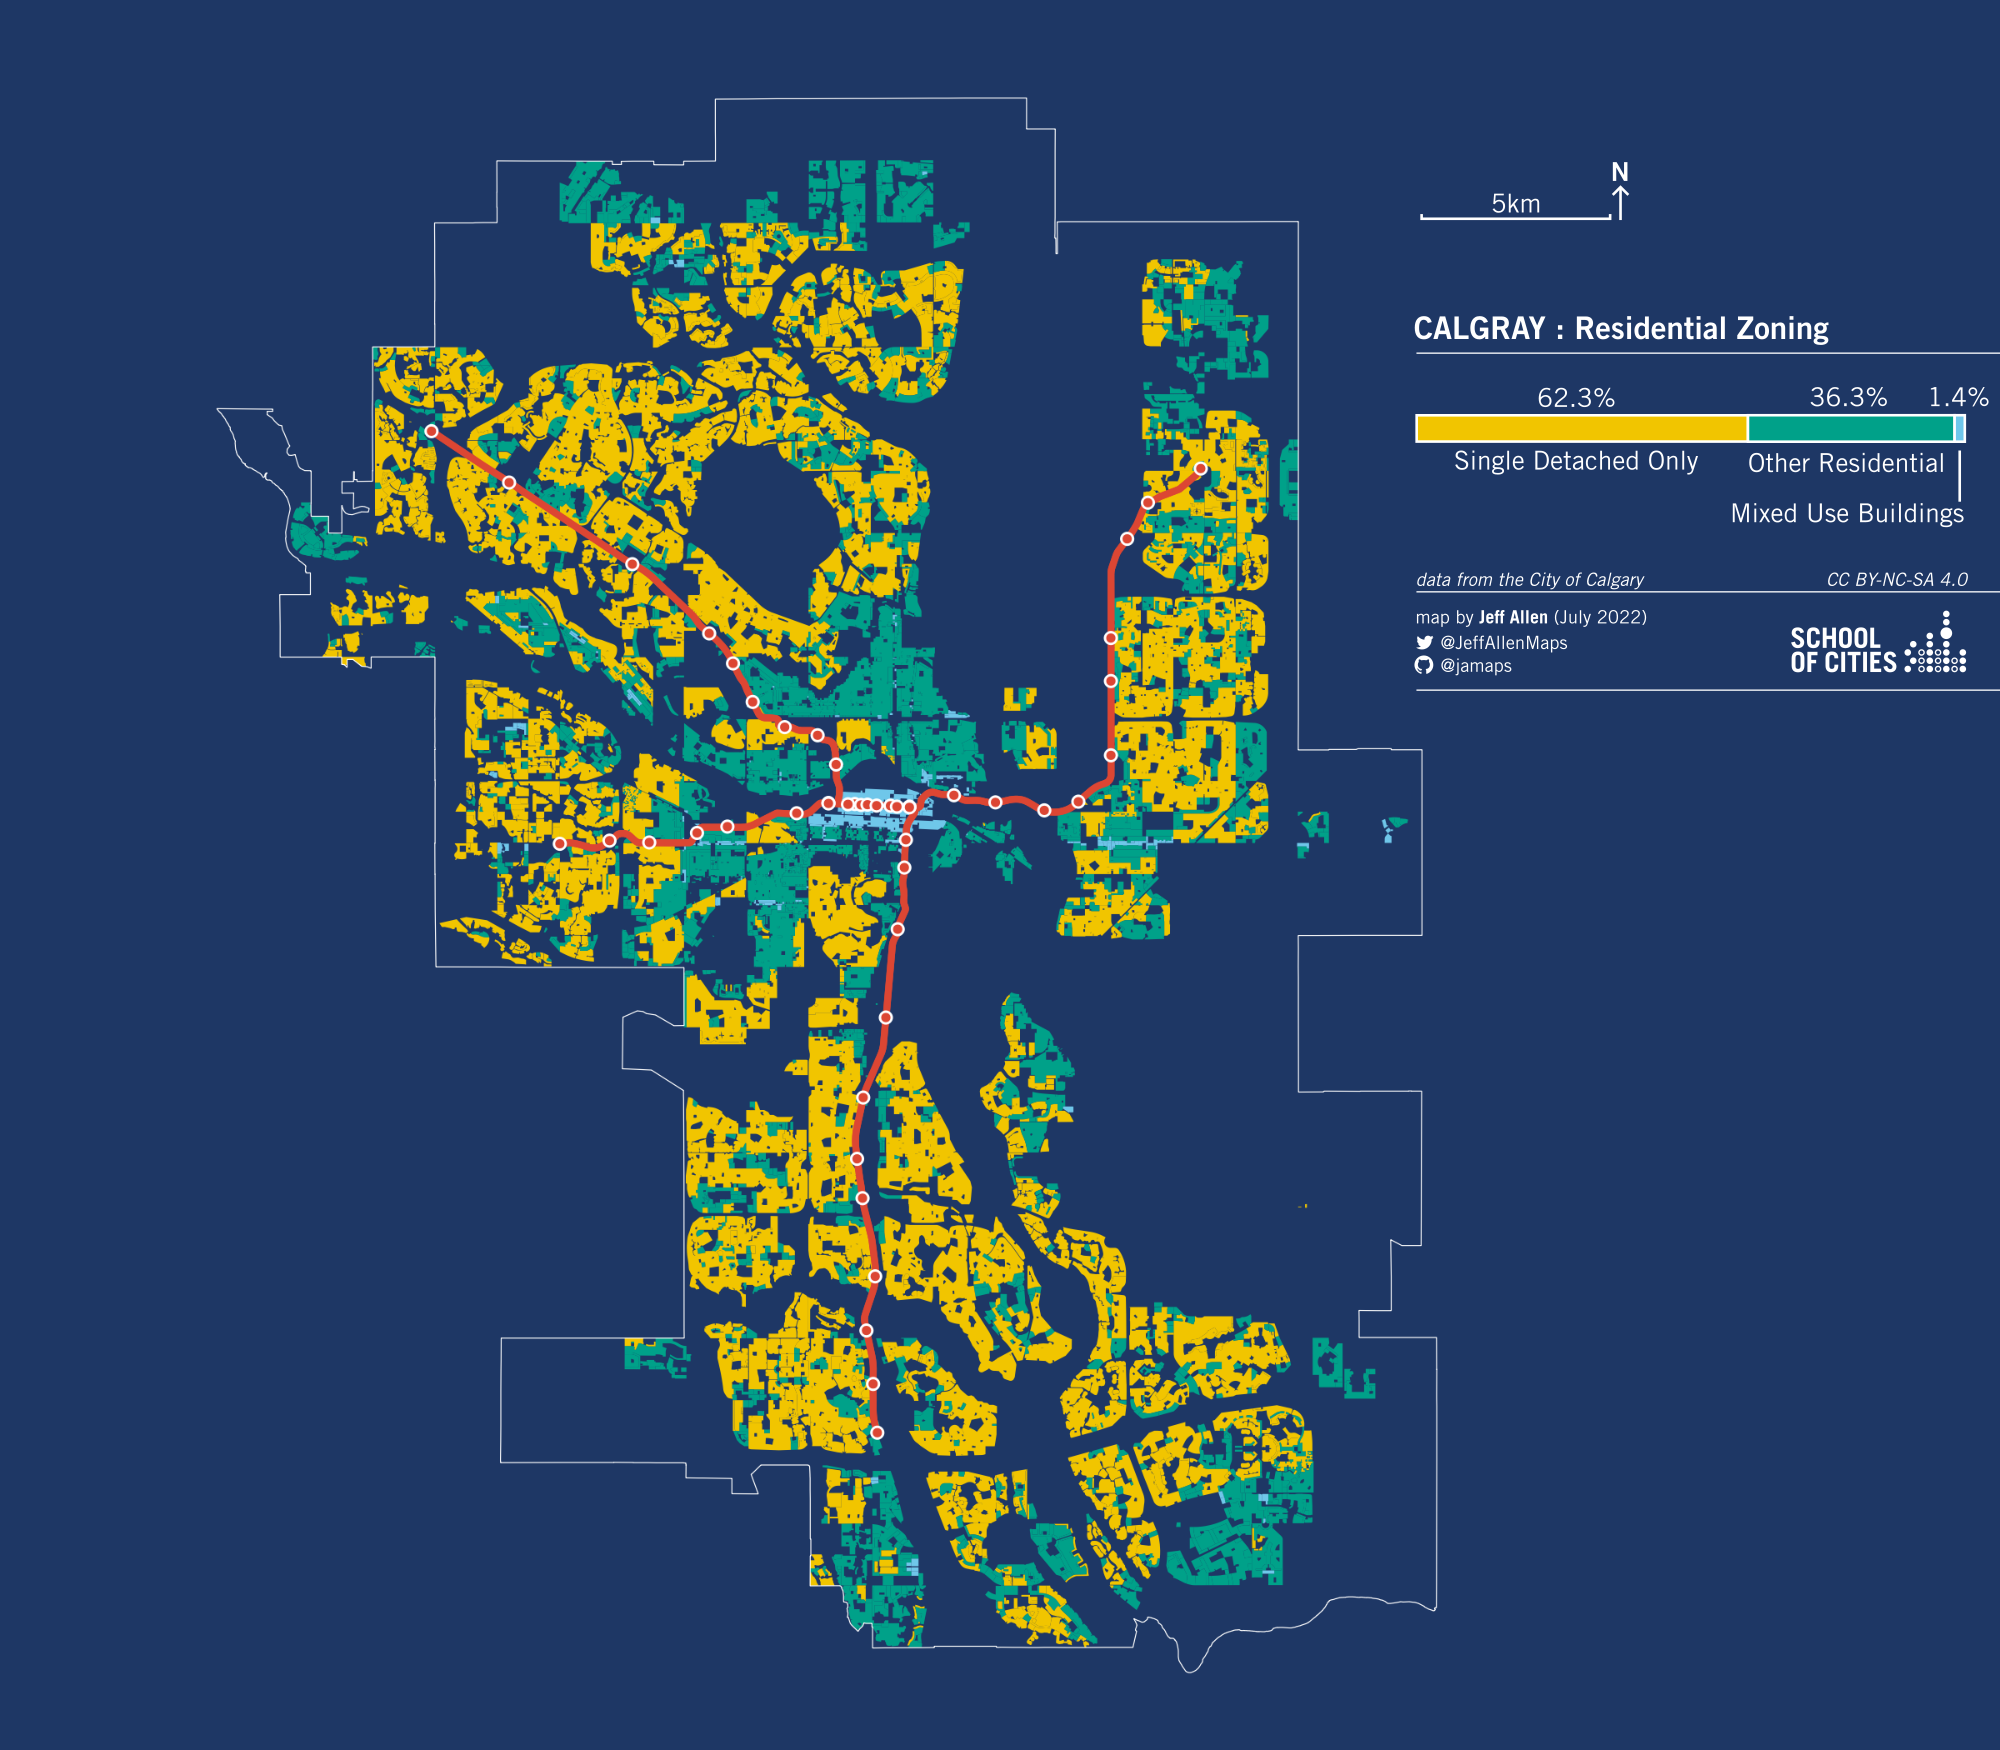 N
5km
CALGRAY : Residential Zoning
62.3% 36.3% 1.4%
Single Detached Only Other Residential
Mixed Use Buildings
data from the City of Calgary CC BY-NC-SA 4.0
map by Jeff Allen (July 2022)
@JeffAllenMaps
@jamaps
SCHOOL
OF CITIES